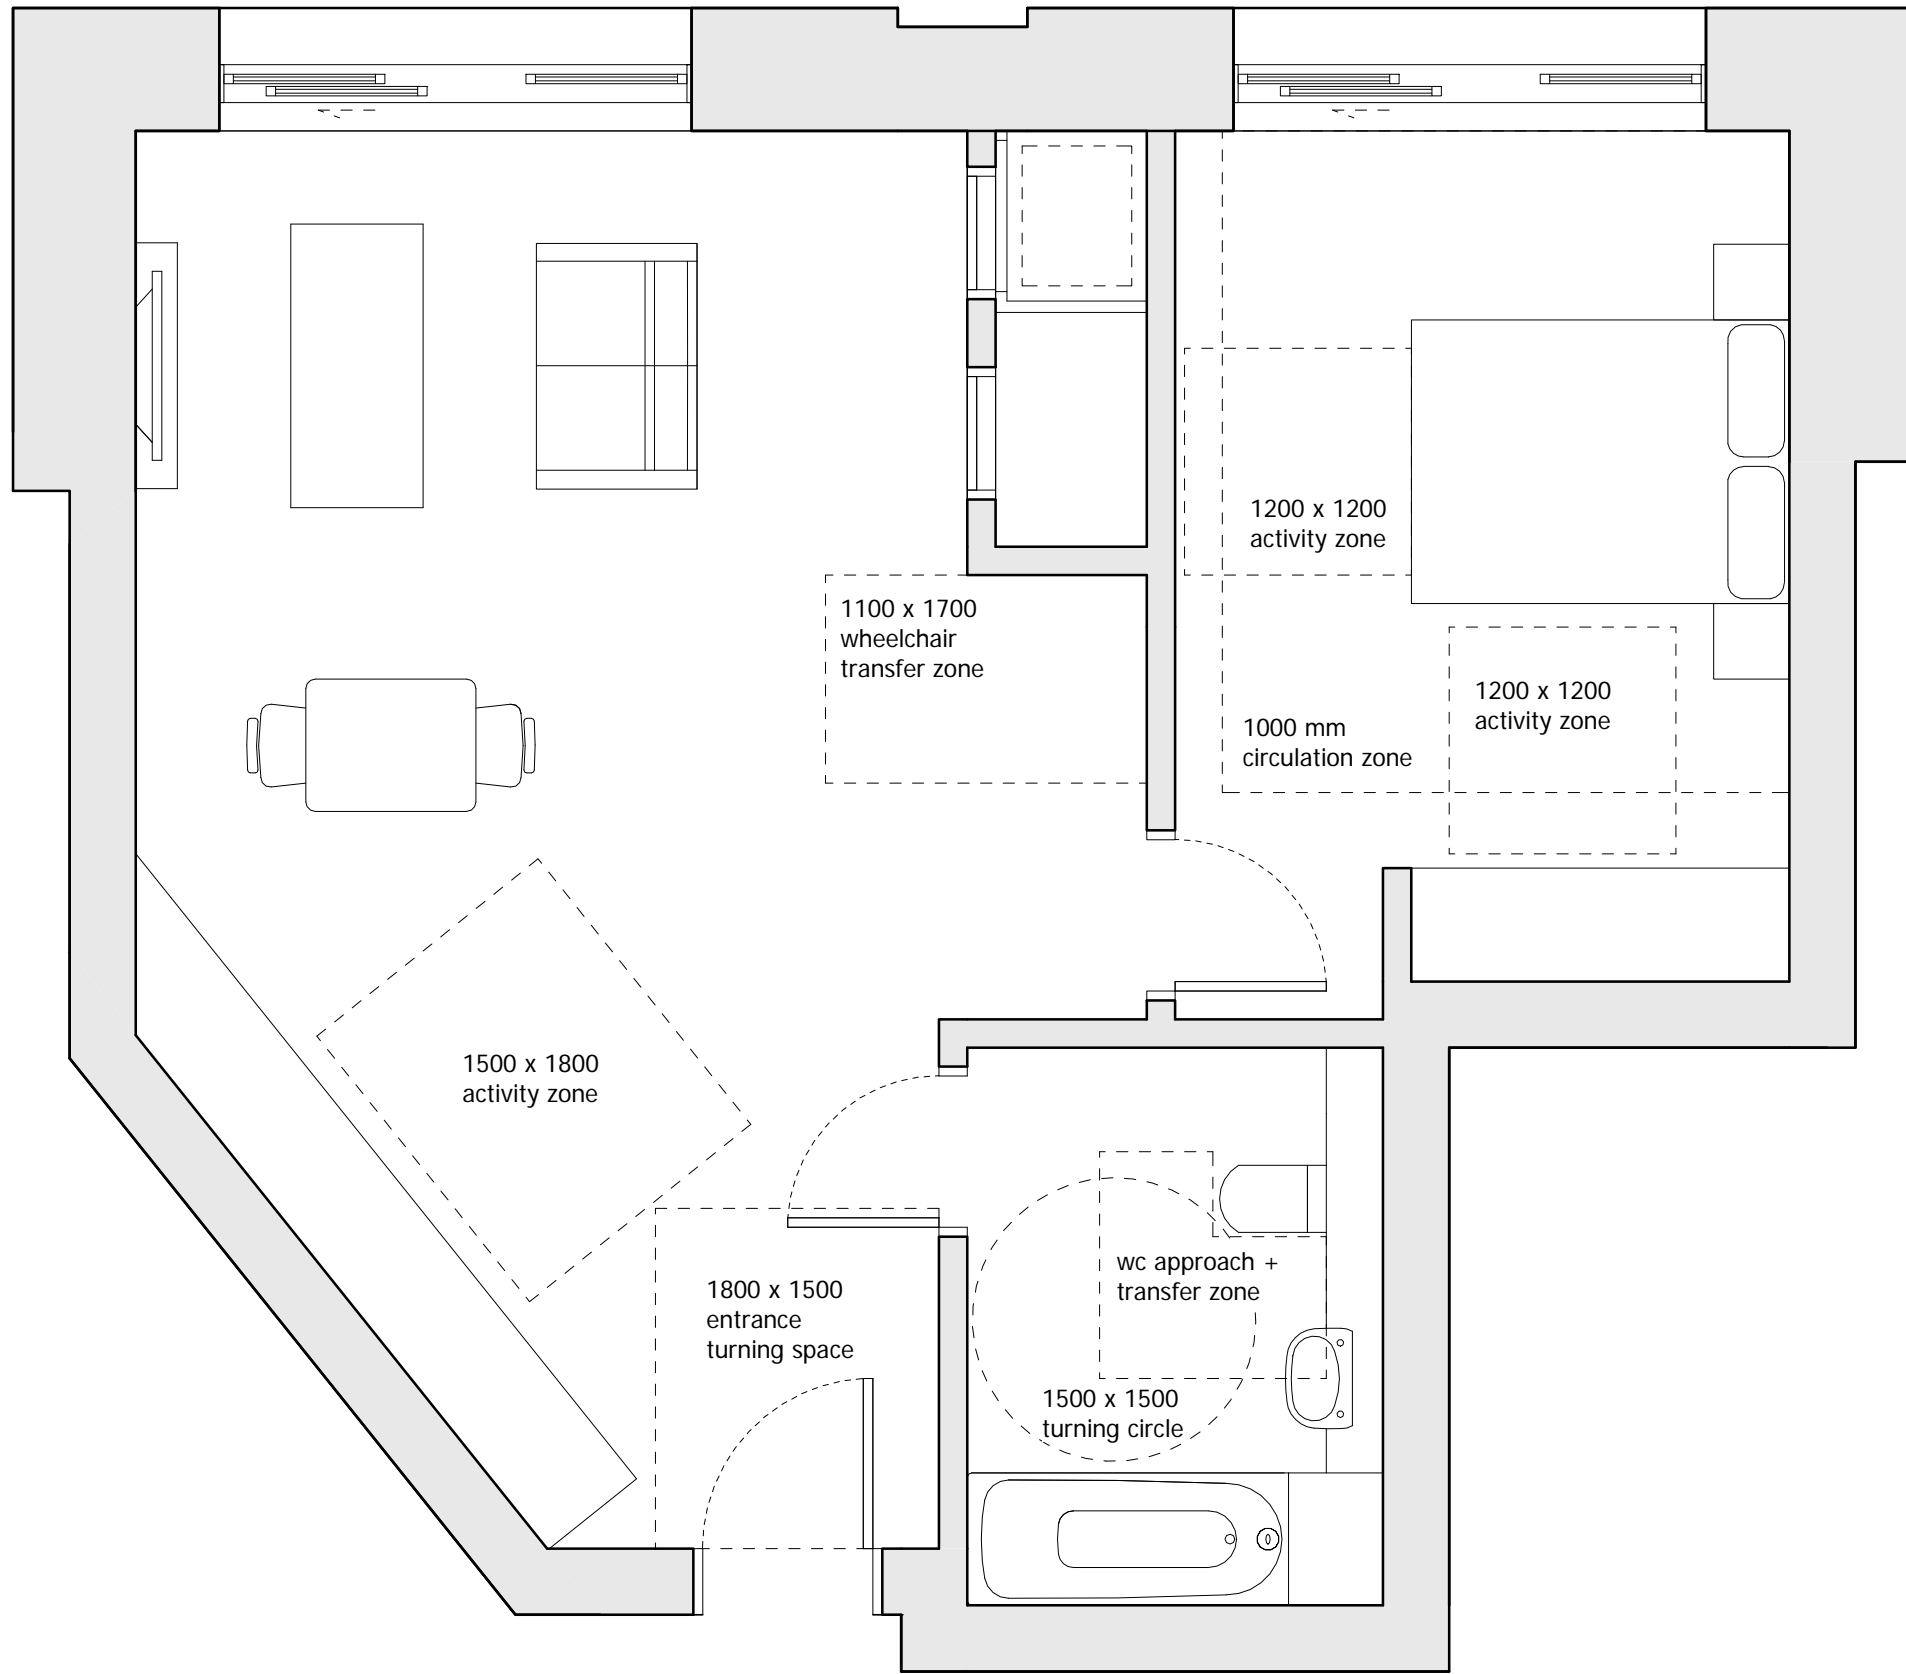 1200 x 1200
activity zone
1100 x 1700
wheelchair
transfer zone
1200 x 1200
activity zone
1000 mm
circulation zone
1500 x 1800
activity zone
wc approach +
transfer zone
1800 x 1500
entrance
turning space
1500 x 1500
turning circle